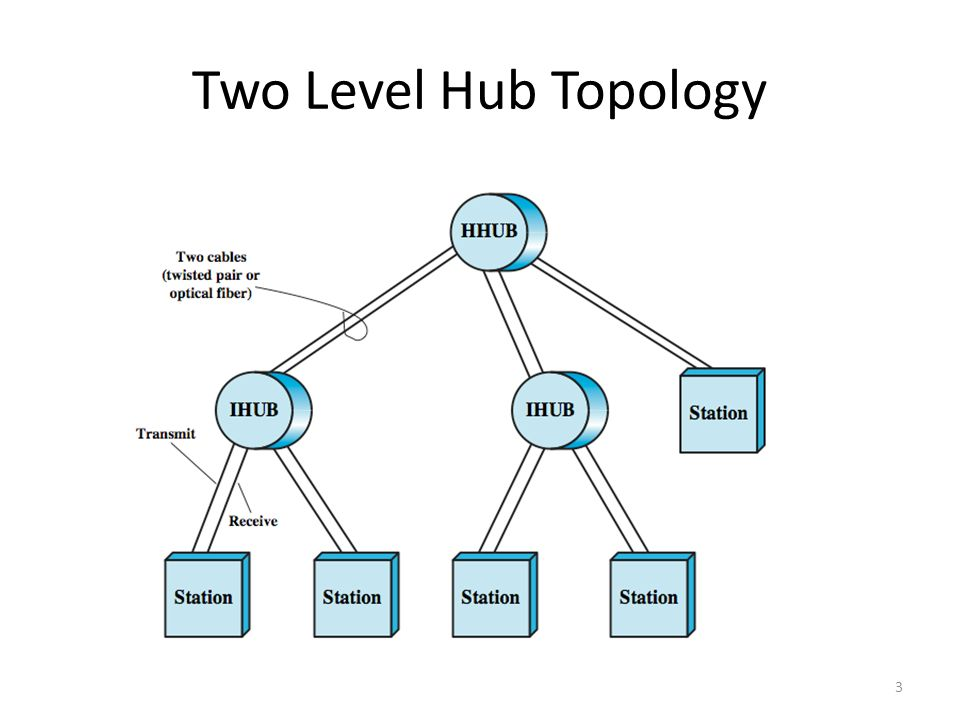 Two Level Hub Topology
HHUB
Two cables
(twisted pair or
optical fiber)
IHUB
IHUB
Station
Transmit
Receive
Station
Station
Station
Station
3